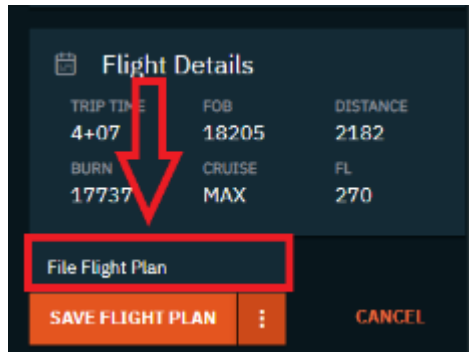 Flight Details
TRIP TIME FOB DISTANCE
4+07 18205 2182
BURN CRUISE FL
17737 MAX 270
File Flight Plan
SAVE FLIGHT PLAN CANCEL